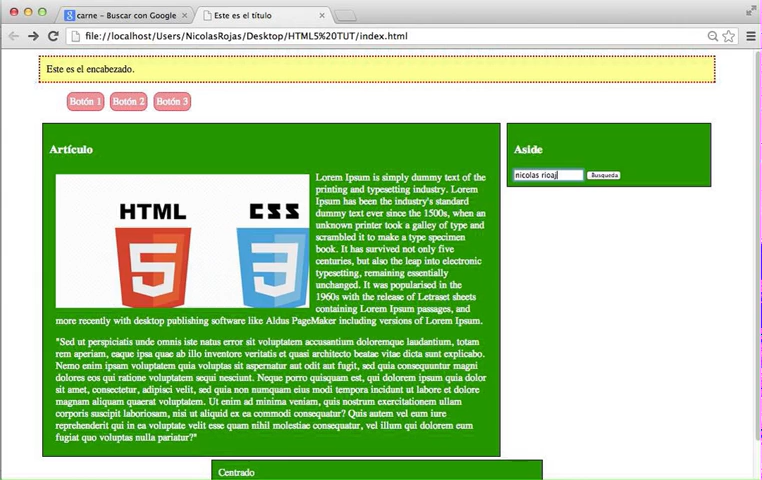 carne - Buscar con Google
Este es el título
file://localhost/Users/NicolasRojas/Desktop/HTML5%20TUT/index.html
Este es el encabezado.
Botón 1 Botón 2 Botón 3
Artículo
HTML CSS
5 3
Lorem Ipsum is simply dummy text of the
printing and typesetting industry. Lorem
Ipsum has been the industry's standard
dummy text ever since the 1500s, when an
unknown printer took a galley of type and
scrambled it to make a type specimen
book. It has survived not only five
centuries, but also the leap into electronic
typesetting, remaining essentially
unchanged. It was popularised in the
1960s with the release of Letraset sheets
containing Lorem Ipsum passages, and
more recently with desktop publishing software like Aldus PageMaker including versions of Lorem Ipsum.
"Sed ut perspiciatis unde omnis iste natus error sit voluptatem accusantium doloremque laudantium, totam
rem aperiam, eaque ipsa quae ab illo inventore veritatis et quasi architecto beatae vitae dicta sunt explicabo.
Nemo enim ipsam voluptatem quia voluptas sit aspernatur aut odit aut fugit, sed quia consequuntur magni
dolores eos qui ratione voluptatem sequi nesciunt. Neque porro quisquam est, qui dolorem ipsum quia dolor
sit amet, consectetur, adipisci velit, sed quia non numquam eius modi tempora incidunt ut labore et dolore
magnam aliquam quaerat voluptatem. Ut enim ad minima veniam, quis nostrum exercitationem ullam
corporis suscipit laboriosam, nisi ut aliquid ex ea commodi consequatur? Quis autem vel eum iure
reprehenderit qui in ea voluptate velit esse quam nihil molestiae consequatur, vel illum qui dolorem eum
fugiat quo voluptas nulla pariatur?"
Aside
nicolas rioaj Busqueda
Centrado